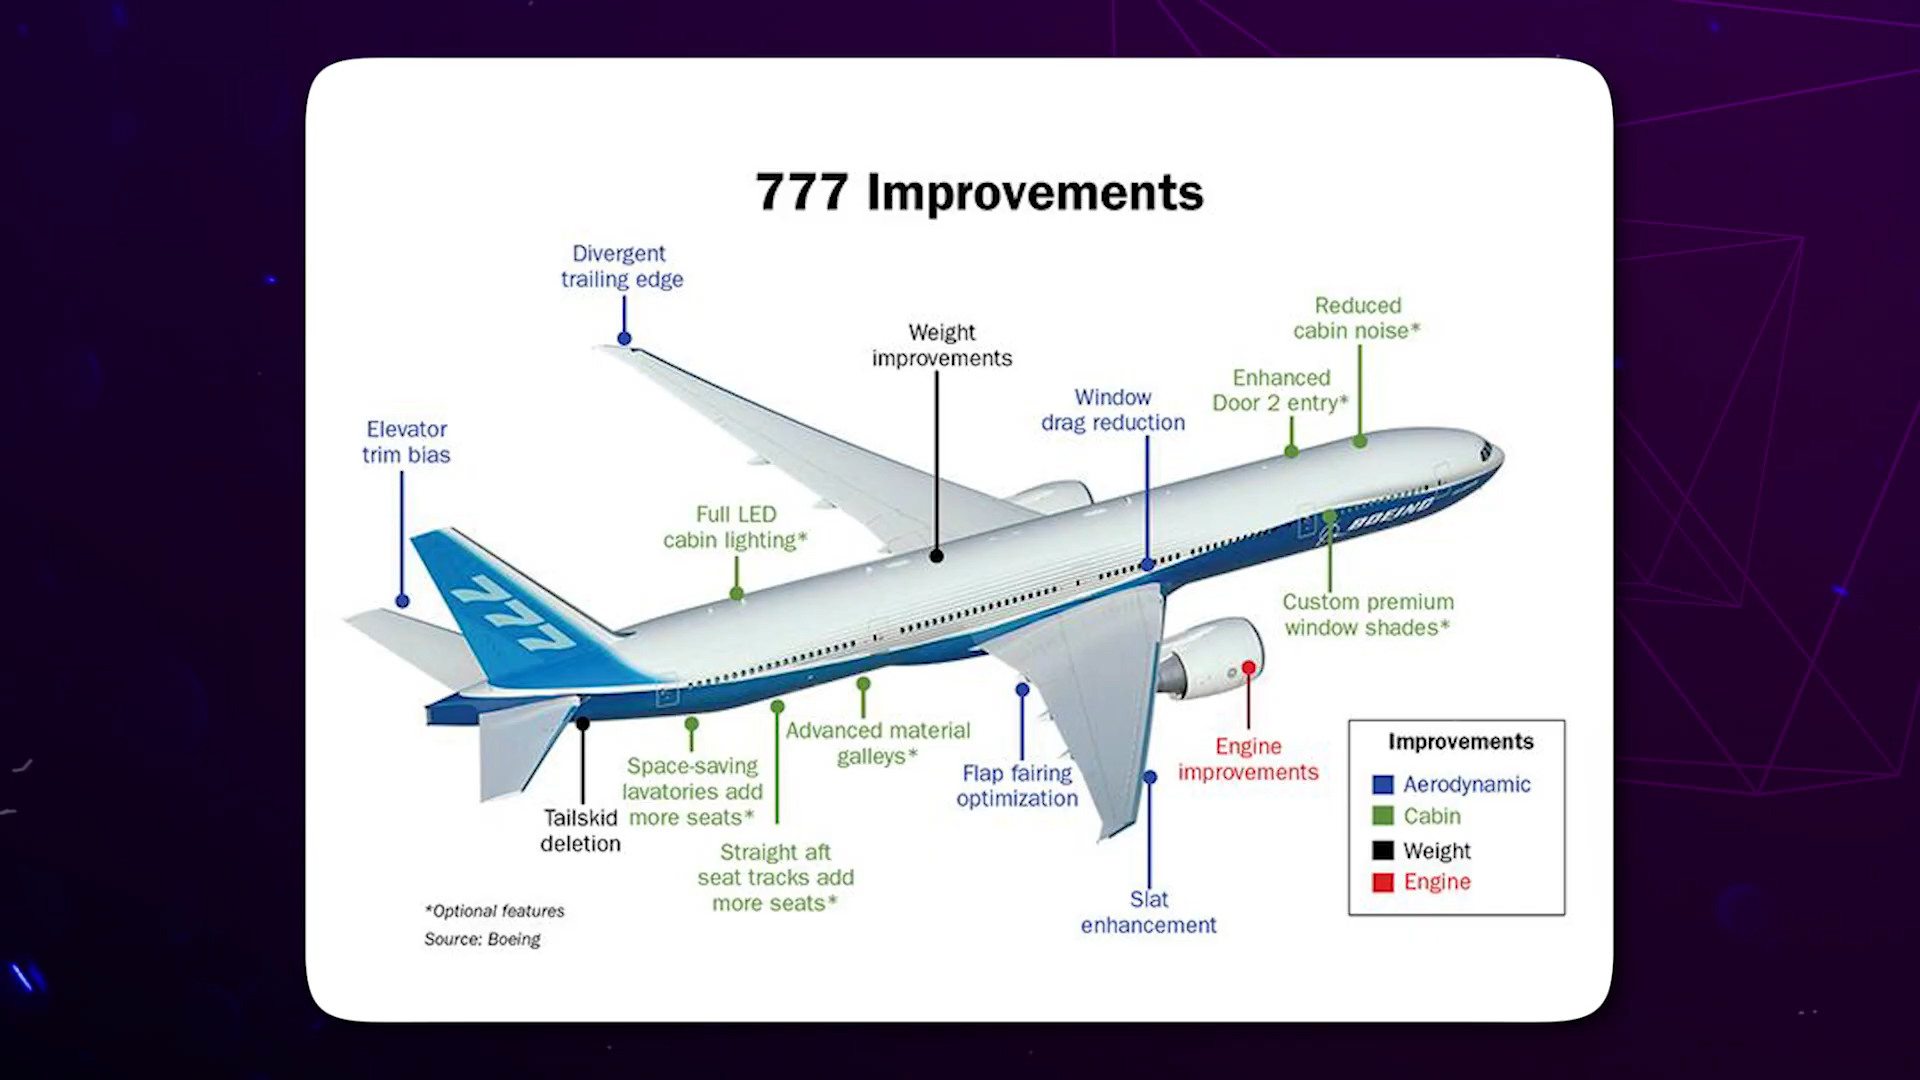 777 Improvements
Divergent
trailing edge
Weight
improvements
Reduced
cabin noise*
Enhanced
Door 2 entry*
Window
drag reduction
Elevator
trim bias
Full LED
cabin lighting*
777
BOEING
Custom premium
window shades*
Advanced material
galleys*
Space-saving
lavatories add
more seats*
Tailskid
deletion
Straight aft
seat tracks add
more seats*
Flap fairing
optimization
Engine
improvements
Slat
enhancement
Improvements
Aerodynamic
Cabin
Weight
Engine
*Optional features
Source: Boeing